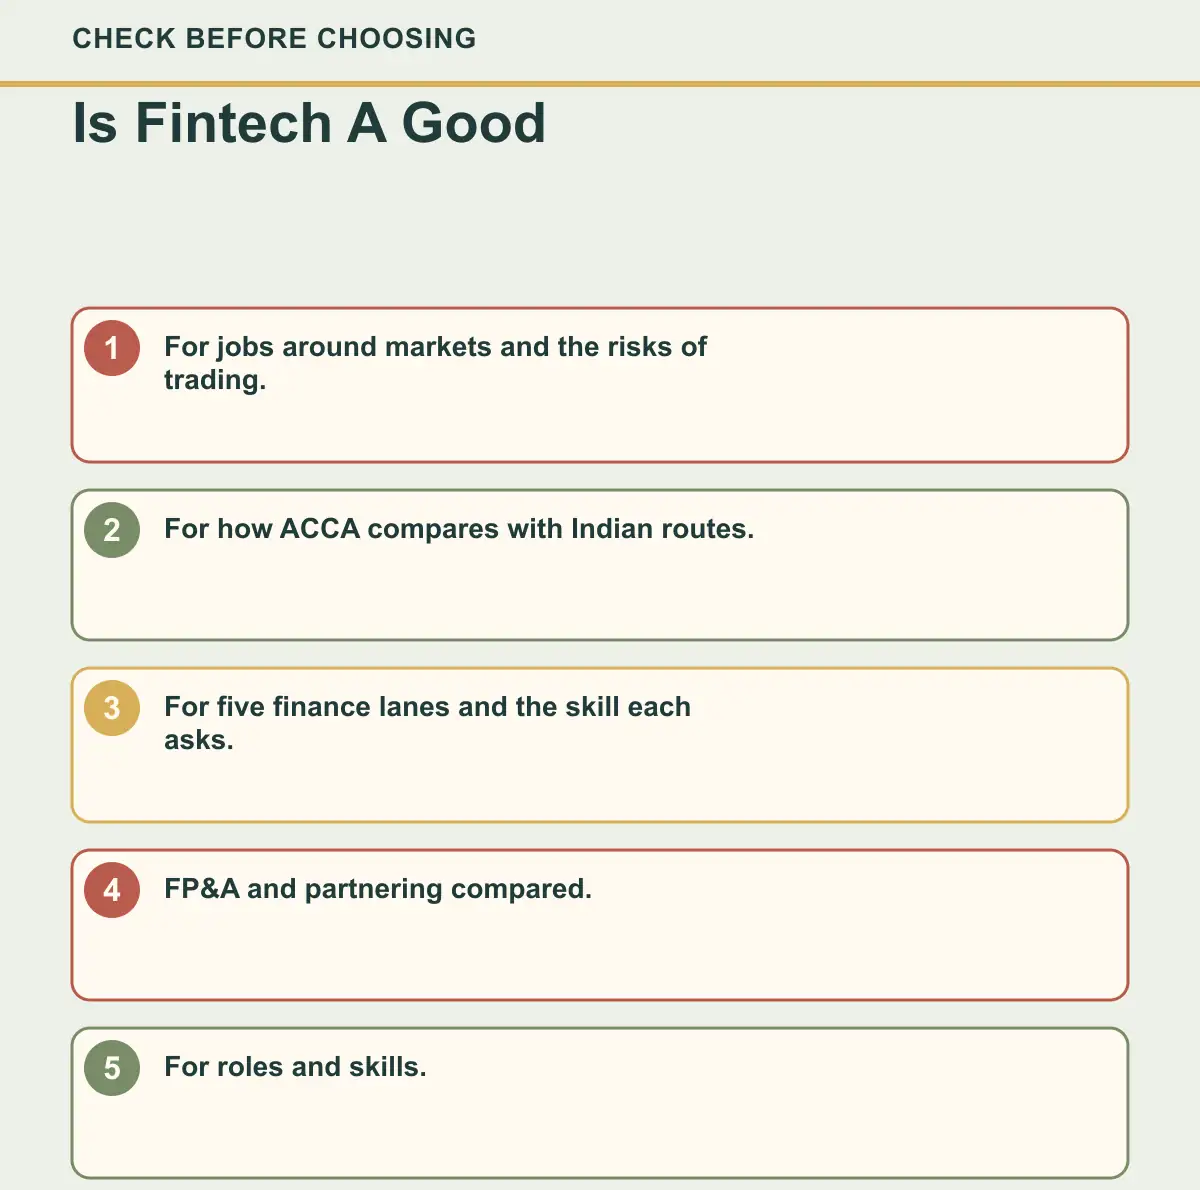 CHECK BEFORE CHOOSING
Is Fintech A Good
1
For jobs around markets and the risks of
trading.
2
For how ACCA compares with Indian routes.
3
For five finance lanes and the skill each
asks.
4
FP&A and partnering compared.
5
For roles and skills.